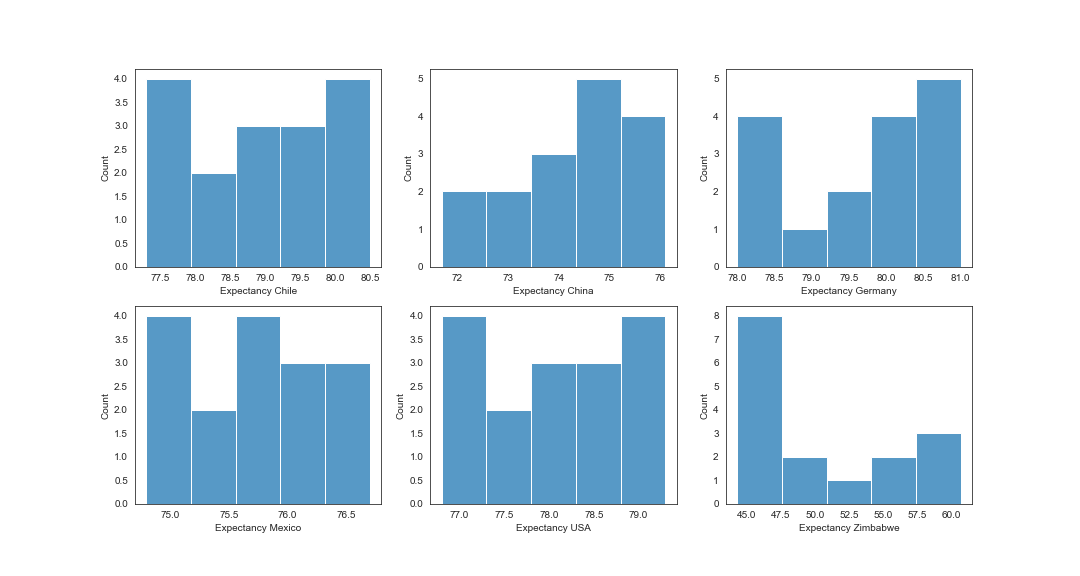 4.0
3.5
3.0
2.5
2.0
1.5
1.0
0.5
0.0
Count
77.5 78.0 78.5 79.0 79.5 80.0 80.5
Expectancy Chile
5
4
3
2
1
0
Count
72 73 74 75 76
Expectancy China
5
4
3
2
1
0
Count
78.0 78.5 79.0 79.5 80.0 80.5 81.0
Expectancy Germany
4.0
3.5
3.0
2.5
2.0
1.5
1.0
0.5
0.0
Count
75.0 75.5 76.0 76.5
Expectancy Mexico
4.0
3.5
3.0
2.5
2.0
1.5
1.0
0.5
0.0
Count
77.0 77.5 78.0 78.5 79.0
Expectancy USA
8
7
6
5
4
3
2
1
0
Count
45.0 47.5 50.0 52.5 55.0 57.5 60.0
Expectancy Zimbabwe